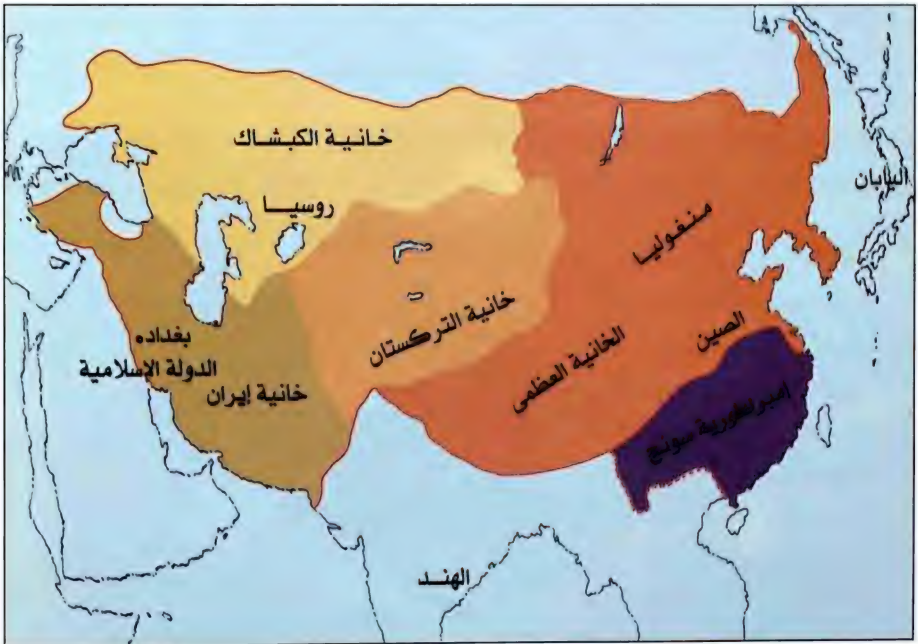 خانية الكبشاك
روسيا
اليابان
منغوليا
خانية التركستان
الصين
بغداد
الدولة الإسلامية
خانية إيران
الخانية العظمى
إمبراطورية سونج
الهند